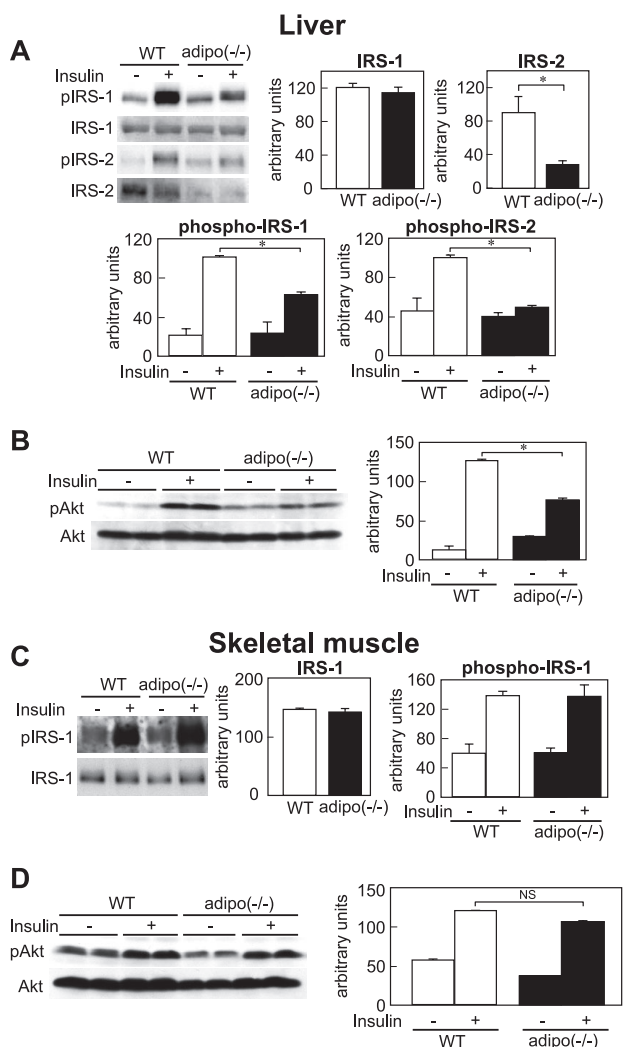 Liver
A
WT adipo(-/-)
Insulin - + - +
pIRS-1
IRS-1
pIRS-2
IRS-2
IRS-1
arbitrary units
120
80
40
0
WT adipo(-/-)
IRS-2
arbitrary units
120
80
40
0
*
WT adipo(-/-)
phospho-IRS-1
arbitrary units
120
80
40
0
*
Insulin - + - +
WT adipo(-/-)
phospho-IRS-2
arbitrary units
120
80
40
0
*
Insulin - + - +
WT adipo(-/-)
B
WT adipo(-/-)
Insulin - + - +
pAkt
Akt
arbitrary units
150
100
50
0
*
Insulin - + - +
WT adipo(-/-)
Skeletal muscle
C
WT adipo(-/-)
Insulin - + - +
pIRS-1
IRS-1
IRS-1
arbitrary units
200
100
0
WT adipo(-/-)
phospho-IRS-1
arbitrary units
160
120
80
40
0
Insulin - + - +
WT adipo(-/-)
D
WT adipo(-/-)
Insulin - + - +
pAkt
Akt
arbitrary units
150
100
50
0
NS
Insulin - + - +
WT adipo(-/-)